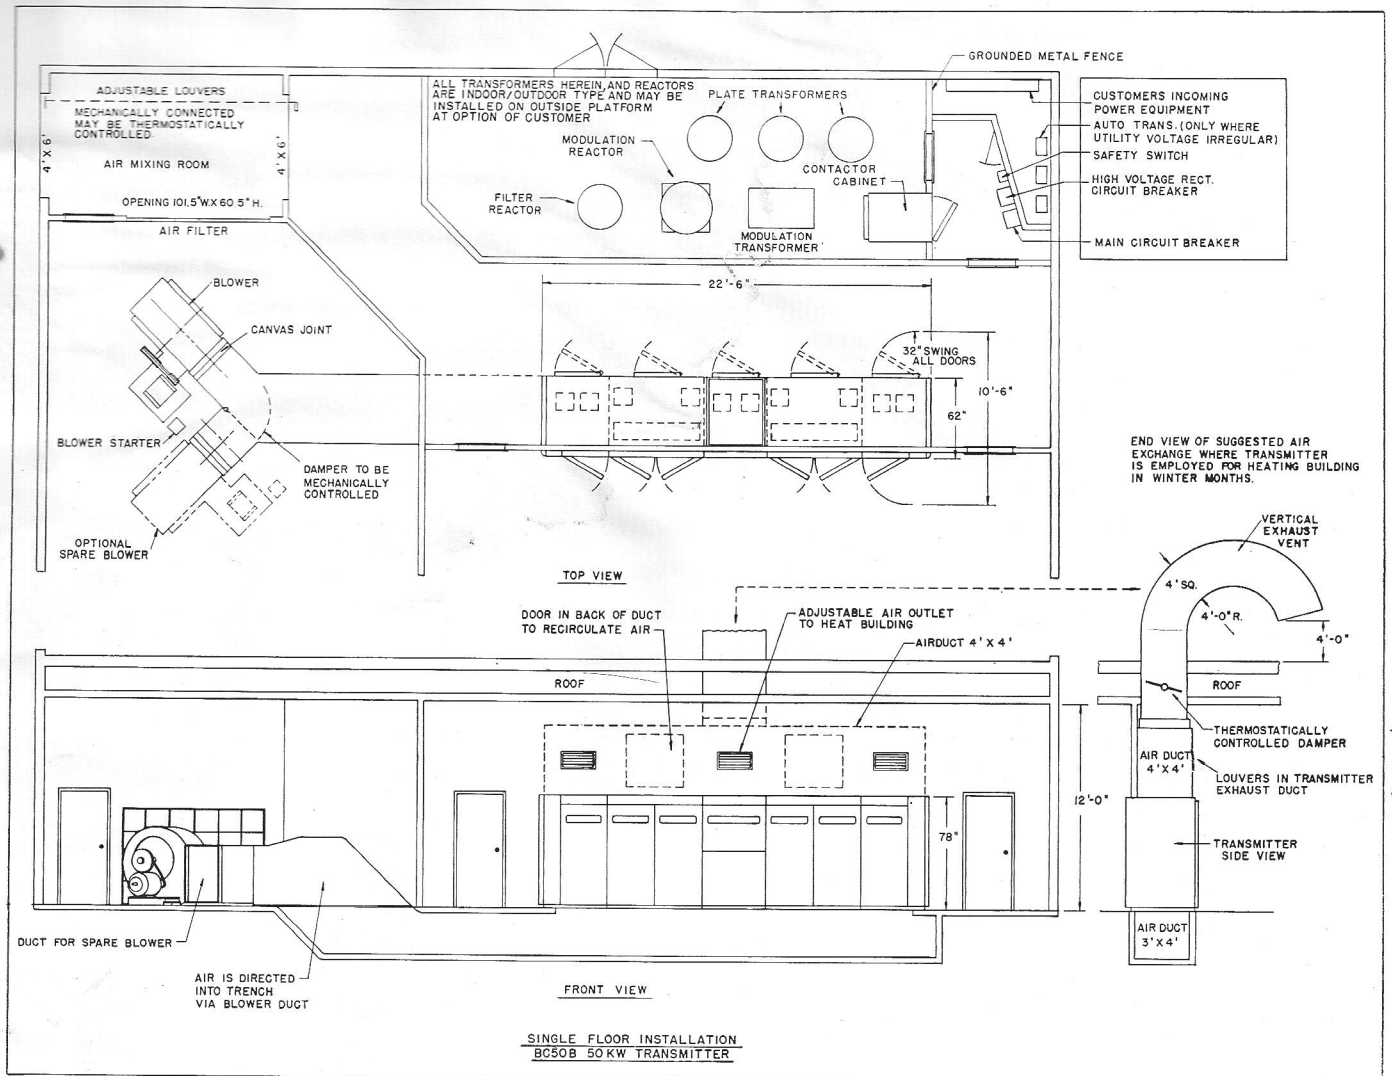 ADJUSTABLE LOUVERS
MECHANICALLY CONNECTED
MAY BE THERMOSTATICALLY
CONTROLLED
4'X6'
4'X6'
AIR MIXING ROOM
OPENING 101.5"W.X 60.5" H.
AIR FILTER
ALL TRANSFORMERS HEREIN, AND REACTORS
ARE INDOOR/OUTDOOR TYPE AND MAY BE
INSTALLED ON OUTSIDE PLATFORM
AT OPTION OF CUSTOMER
PLATE TRANSFORMERS
MODULATION
REACTOR
FILTER
REACTOR
MODULATION
TRANSFORMER
CONTACTOR
CABINET
GROUNDED METAL FENCE
CUSTOMERS INCOMING
POWER EQUIPMENT
AUTO TRANS. (ONLY WHERE
UTILITY VOLTAGE IRREGULAR)
SAFETY SWITCH
HIGH VOLTAGE RECT.
CIRCUIT BREAKER
MAIN CIRCUIT BREAKER
BLOWER
CANVAS JOINT
BLOWER STARTER
DAMPER TO BE
MECHANICALLY
CONTROLLED
OPTIONAL
SPARE BLOWER
22'-6"
32" SWING
ALL DOORS
10'-6"
62"
TOP VIEW
END VIEW OF SUGGESTED AIR
EXCHANGE WHERE TRANSMITTER
IS EMPLOYED FOR HEATING BUILDING
IN WINTER MONTHS.
VERTICAL
EXHAUST
VENT
4' SQ.
4'-0" R.
4'-0"
ROOF
THERMOSTATICALLY
CONTROLLED DAMPER
AIR DUCT
4'X4'
LOUVERS IN TRANSMITTER
EXHAUST DUCT
TRANSMITTER
SIDE VIEW
AIR DUCT
3'X4'
DOOR IN BACK OF DUCT
TO RECIRCULATE AIR
ADJUSTABLE AIR OUTLET
TO HEAT BUILDING
AIRDUCT 4' X 4'
ROOF
12'-0"
78"
DUCT FOR SPARE BLOWER
AIR IS DIRECTED
INTO TRENCH
VIA BLOWER DUCT
FRONT VIEW
SINGLE FLOOR INSTALLATION
BC50B 50KW TRANSMITTER